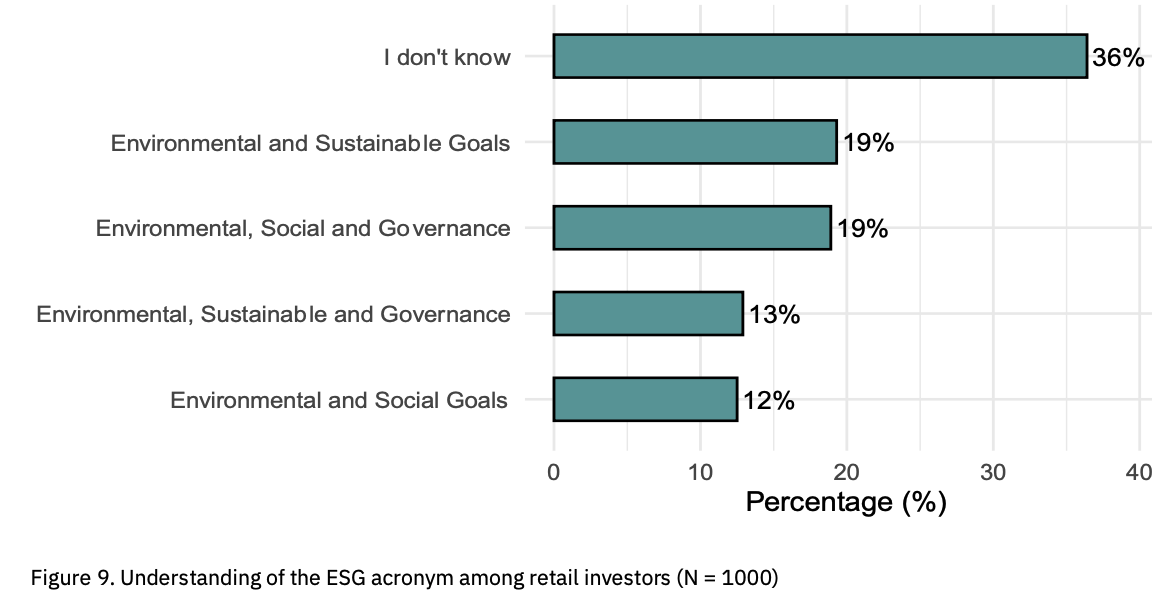 I don't know
36%
Environmental and Sustainable Goals
19%
Environmental, Social and Governance
19%
Environmental, Sustainable and Governance
13%
Environmental and Social Goals
12%
0 10 20 30 40
Percentage (%)
Figure 9. Understanding of the ESG acronym among retail investors (N = 1000)